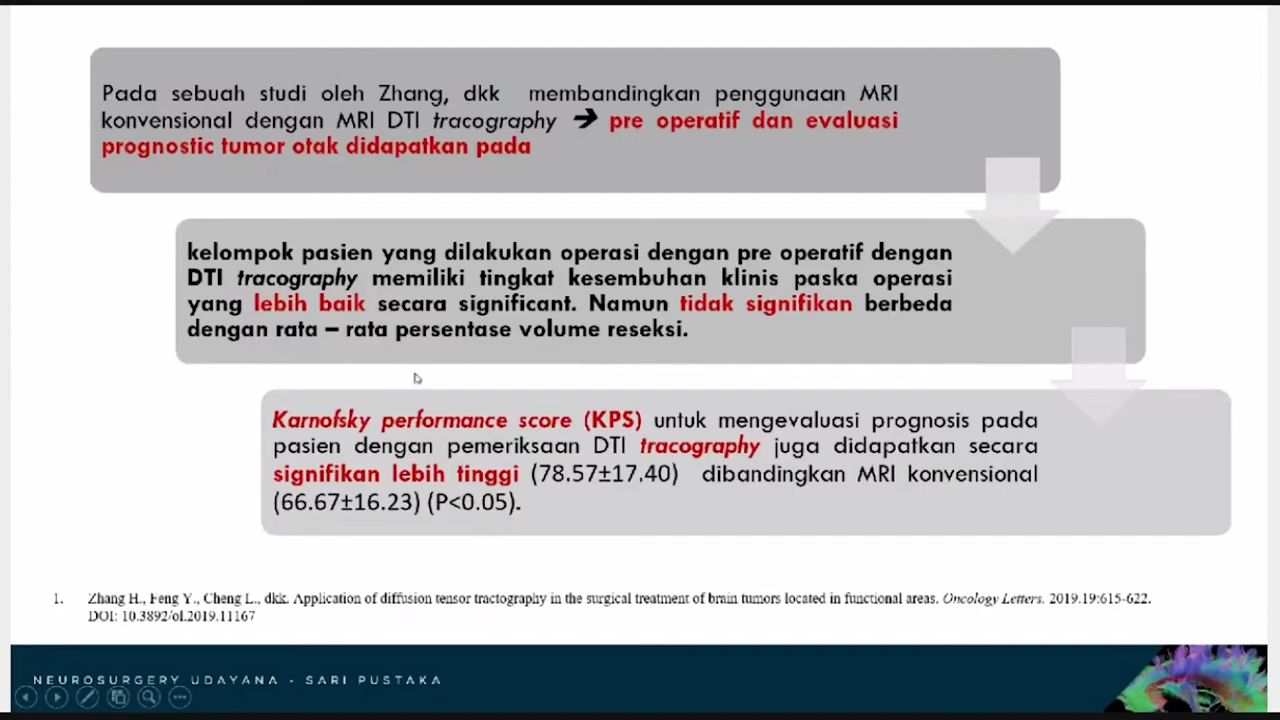 Pada sebuah studi oleh Zhang, dkk membandingkan penggunaan MRI
konvensional dengan MRI DTI tracography ➔ pre operatif dan evaluasi
prognostic tumor otak didapatkan pada
kelompok pasien yang dilakukan operasi dengan pre operatif dengan
DTI tracography memiliki tingkat kesembuhan klinis paska operasi
yang lebih baik secara significant. Namun tidak signifikan berbeda
dengan rata – rata persentase volume reseksi.
Karnofsky performance score (KPS) untuk mengevaluasi prognosis pada
pasien dengan pemeriksaan DTI tracography juga didapatkan secara
signifikan lebih tinggi (78.57±17.40) dibandingkan MRI konvensional
(66.67±16.23) (P<0.05).
1. Zhang H., Feng Y., Cheng L., dkk. Application of diffusion tensor tractography in the surgical treatment of brain tumors located in functional areas. Oncology Letters. 2019.19:615-622.
DOI: 10.3892/ol.2019.11167
NEUROSURGERY UDAYANA - SARI PUSTAKA